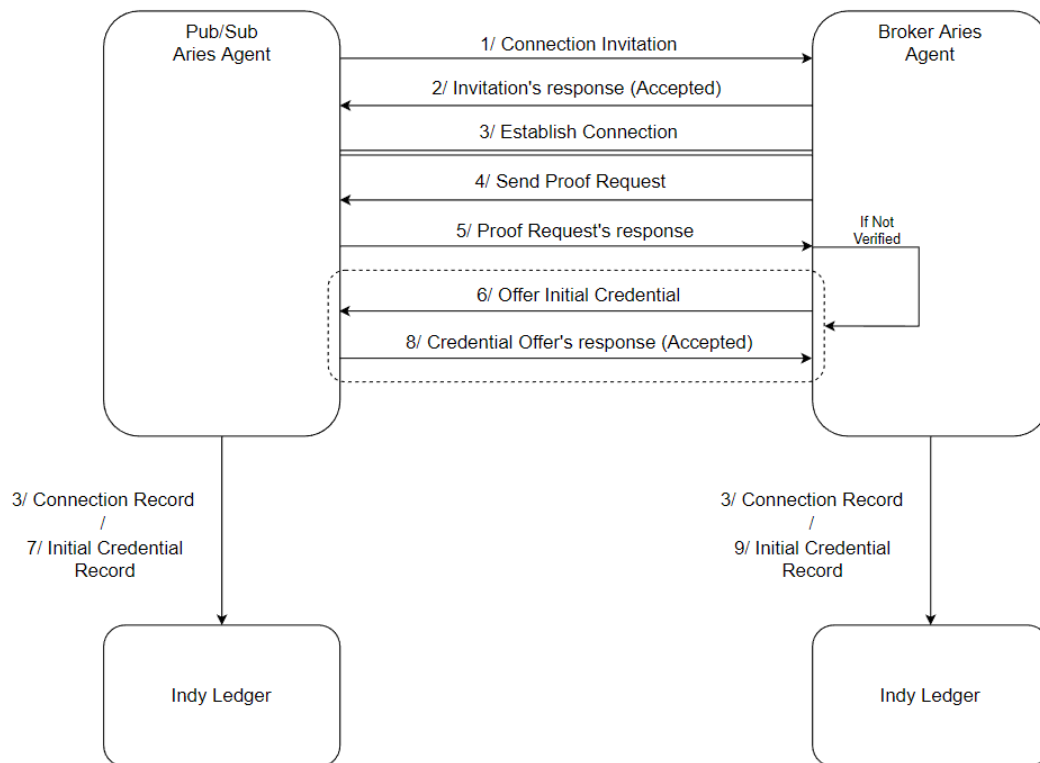 Pub/Sub
Aries Agent
Broker Aries
Agent
1/ Connection Invitation
2/ Invitation's response (Accepted)
3/ Establish Connection
4/ Send Proof Request
5/ Proof Request's response
If Not
Verified
6/ Offer Initial Credential
8/ Credential Offer's response (Accepted)
3/ Connection Record
/
7/ Initial Credential
Record
3/ Connection Record
/
9/ Initial Credential
Record
Indy Ledger
Indy Ledger